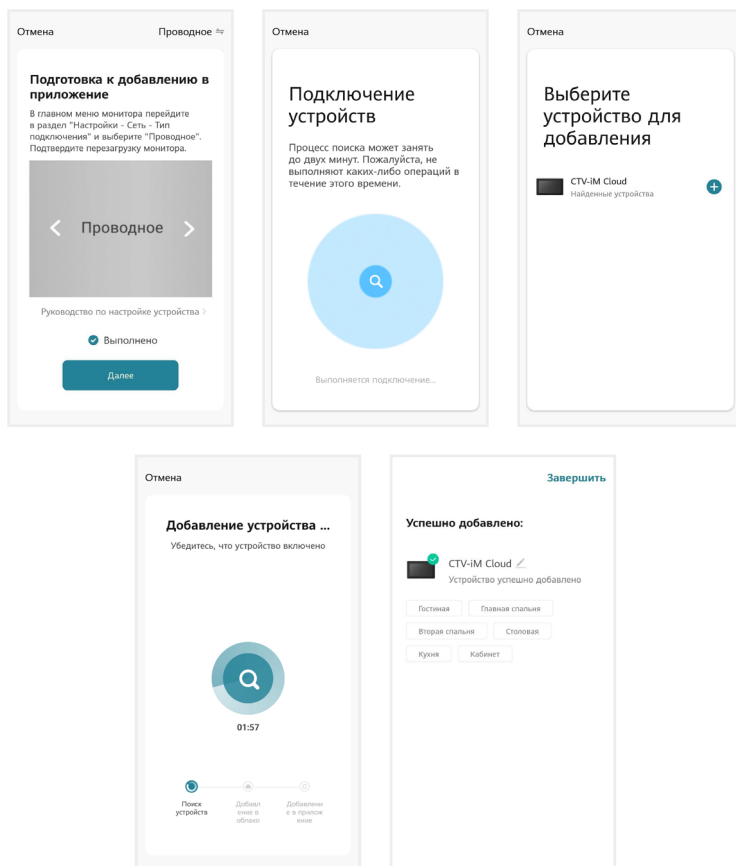 Отмена
Проводное
Подготовка к добавлению в
приложение
В главном меню монитора перейдите
в раздел "Настройки - Сеть - Тип
подключения" и выберите "Проводное".
Подтвердите перезагрузку монитора.
Проводное
Руководство по настройке устройства
Выполнено
Далее
Отмена
Подключение
устройств
Процесс поиска может занять
до двух минут. Пожалуйста, не
выполняют каких-либо операций в
течение этого времени.
Выполняется подключение...
Отмена
Выберите
устройство для
добавления
CTV-iM Cloud
Найденные устройства
Отмена
Добавление устройства ...
Убедитесь, что устройство включено
01:57
Поиск
устройств
Добавл
ение в
облако
Добавлени
е в прилож
ение
Завершить
Успешно добавлено:
CTV-iM Cloud
Устройство успешно добавлено
Гостиная
Главная спальня
Вторая спальня
Столовая
Кухня
Кабинет